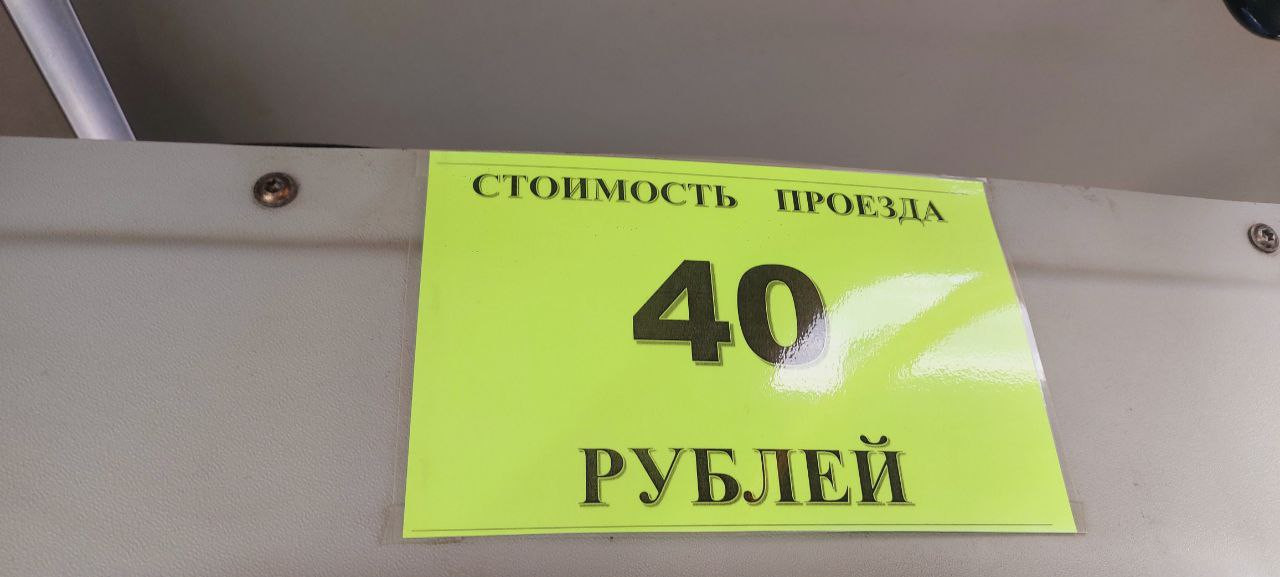 СТОИМОСТЬ ПРОЕЗДА
40
РУБЛЕЙ